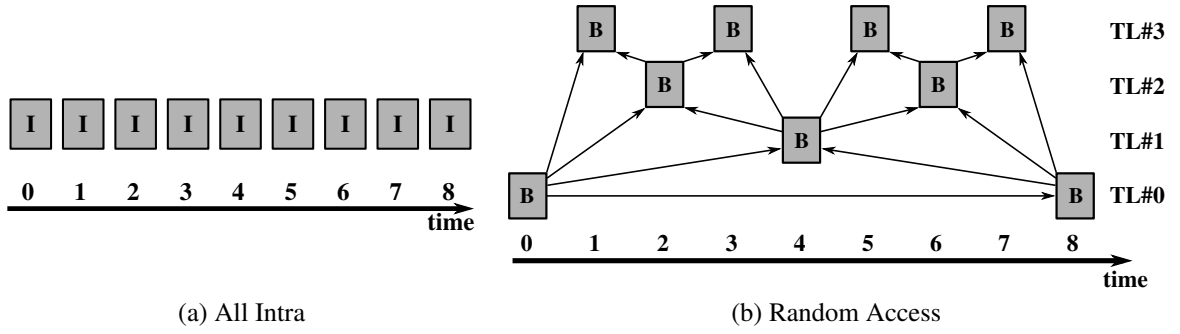 B B B B TL#3
B B TL#2
I I I I I I I I I
B TL#1
0 1 2 3 4 5 6 7 8
time
B B TL#0
0 1 2 3 4 5 6 7 8
time
(a) All Intra
(b) Random Access